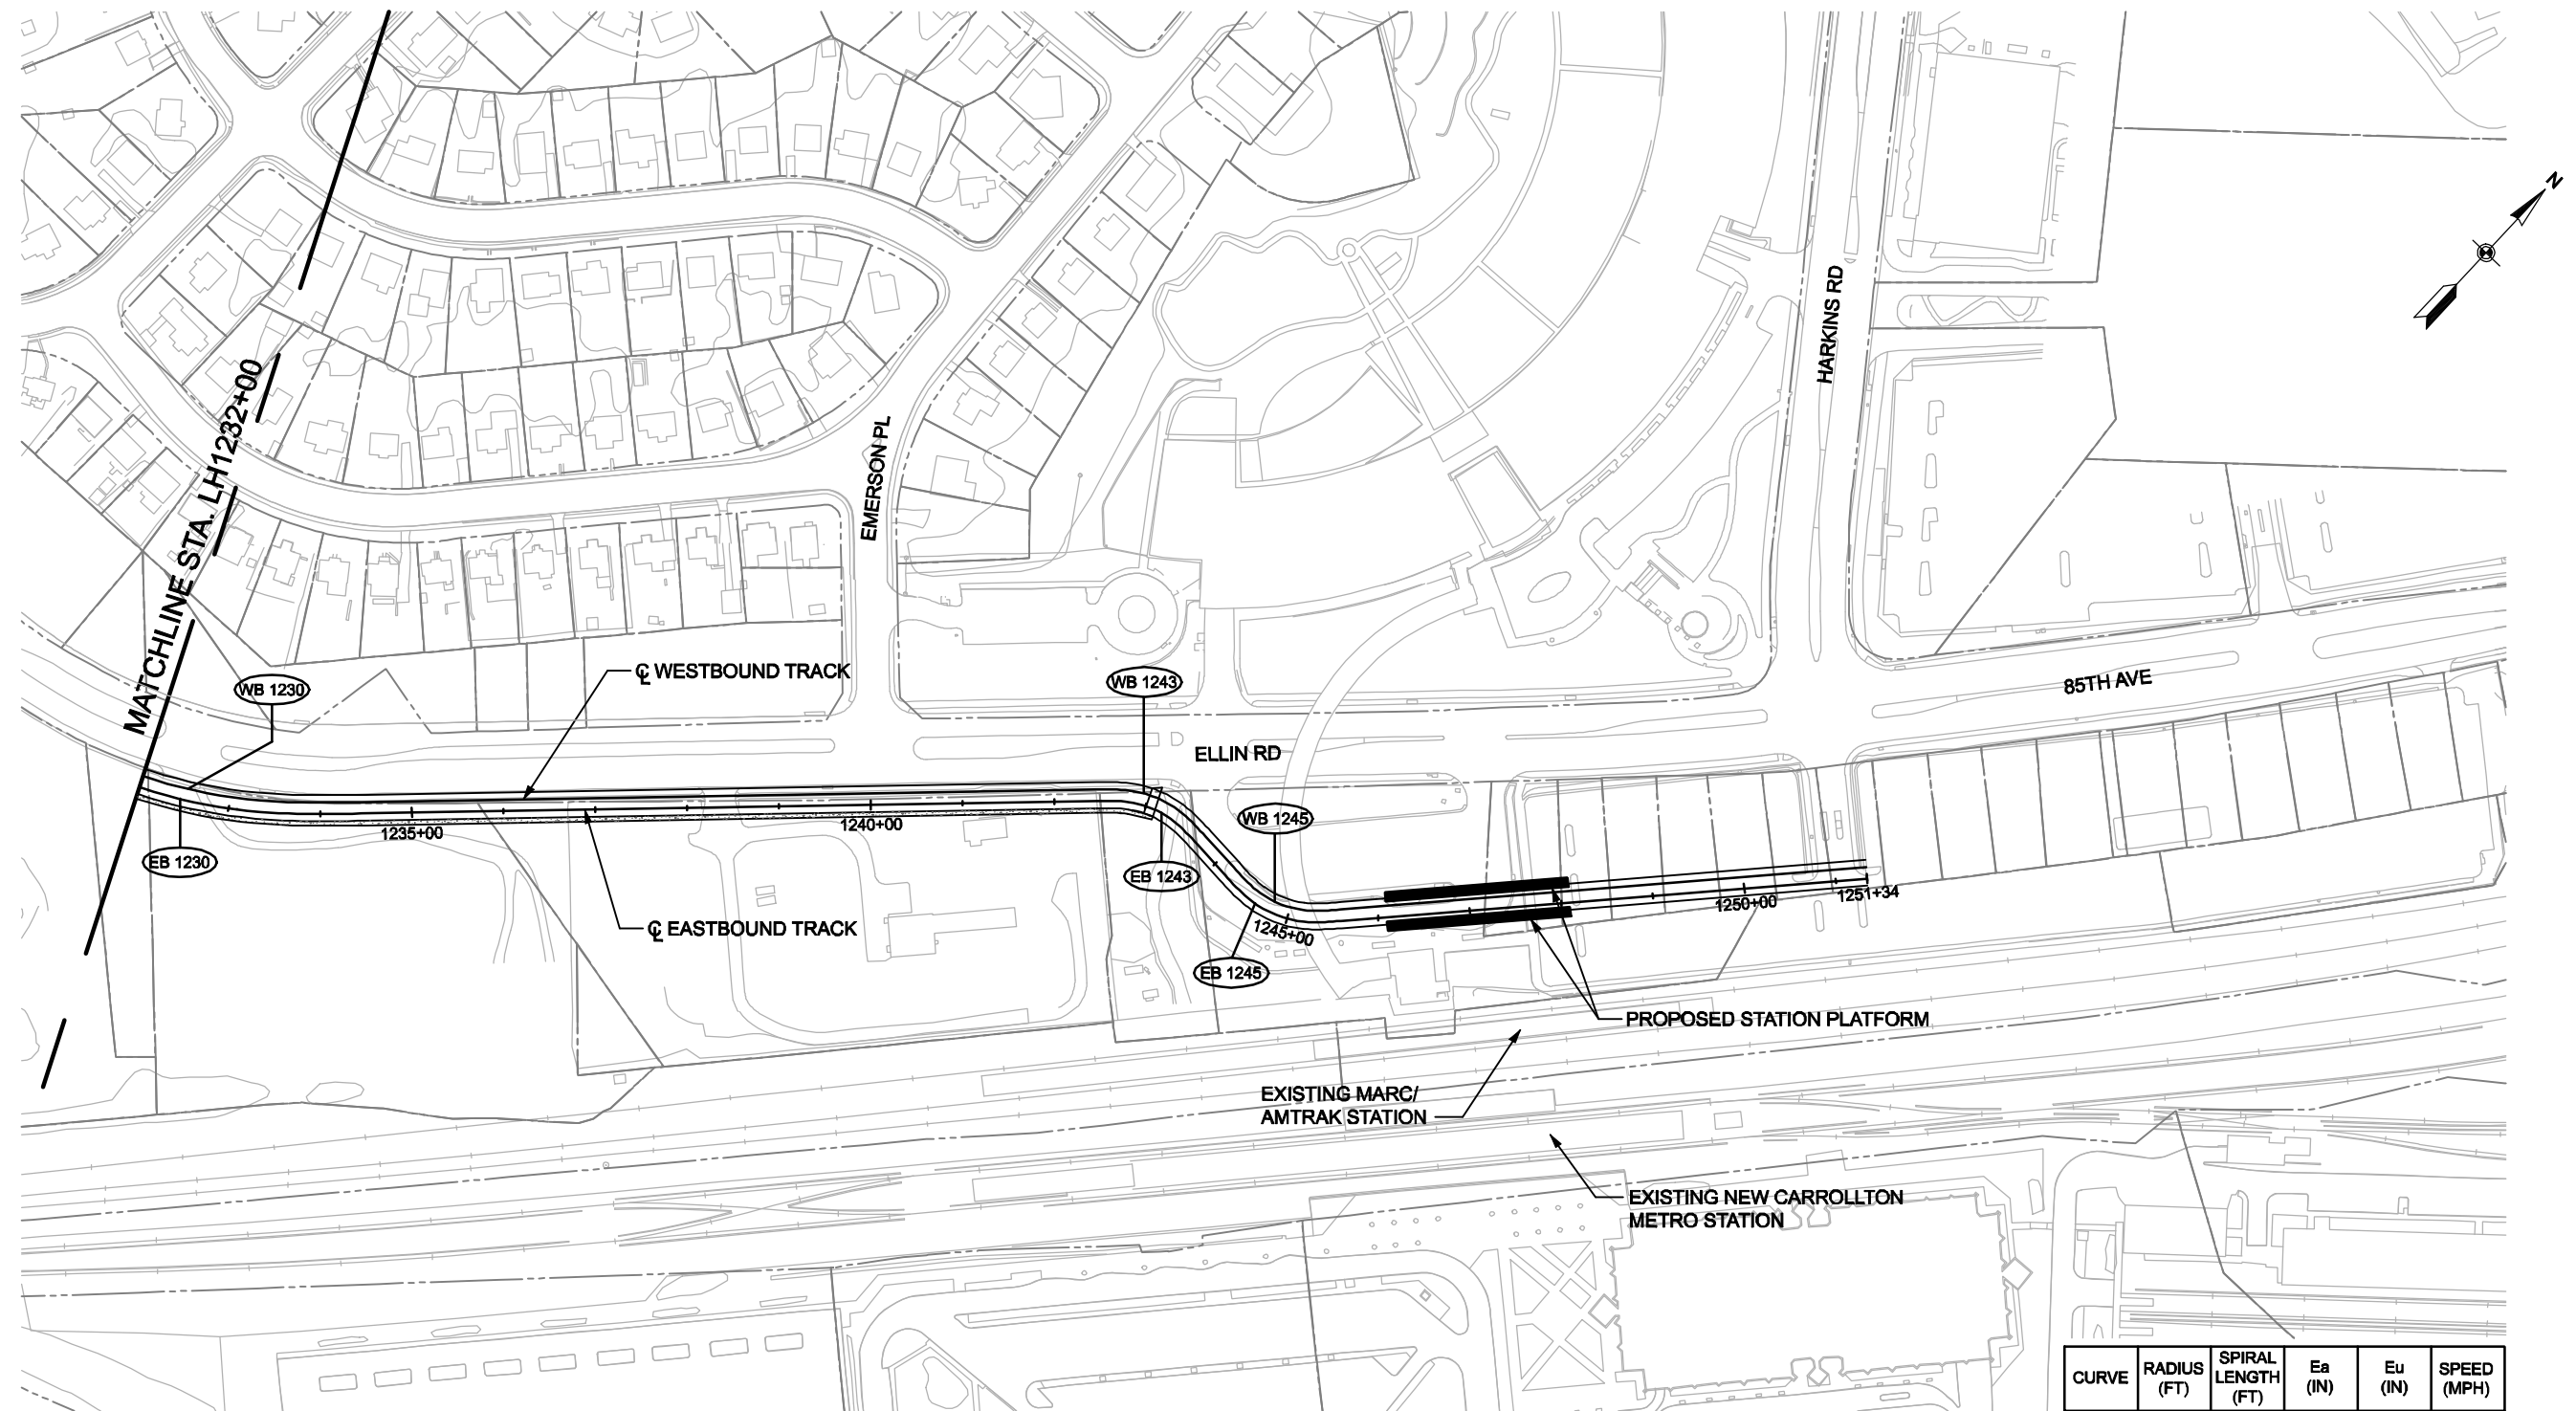 N
HARKINS RD
MATCHLINE STA. LH1232+00
EMERSON PL
WB 1230
℄ WESTBOUND TRACK
WB 1243
85TH AVE
ELLIN RD
1235+00
1240+00
WB 1245
EB 1230
EB 1243
1250+00
1251+34
℄ EASTBOUND TRACK
1245+00
EB 1245
PROPOSED STATION PLATFORM
EXISTING MARC/
AMTRAK STATION
EXISTING NEW CARROLLTON
METRO STATION
CURVE RADIUS (FT) SPIRAL LENGTH (FT) Ea (IN) Eu (IN) SPEED (MPH)